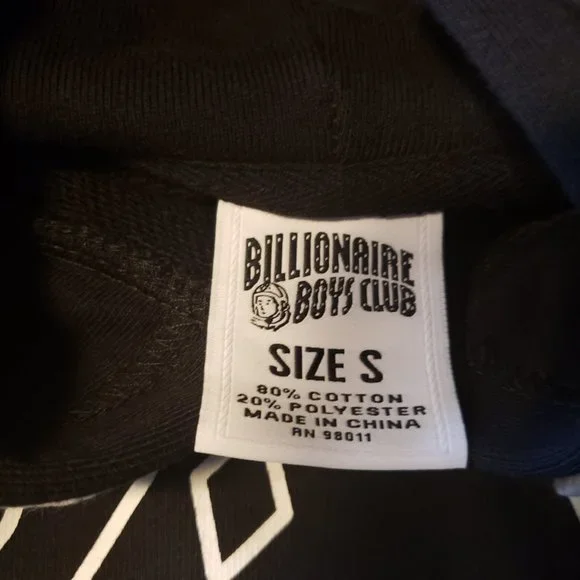 BILLIONAIRE
BOYS CLUB
SIZE S
80% COTTON
20% POLYESTER
MADE IN CHINA
RN 98011